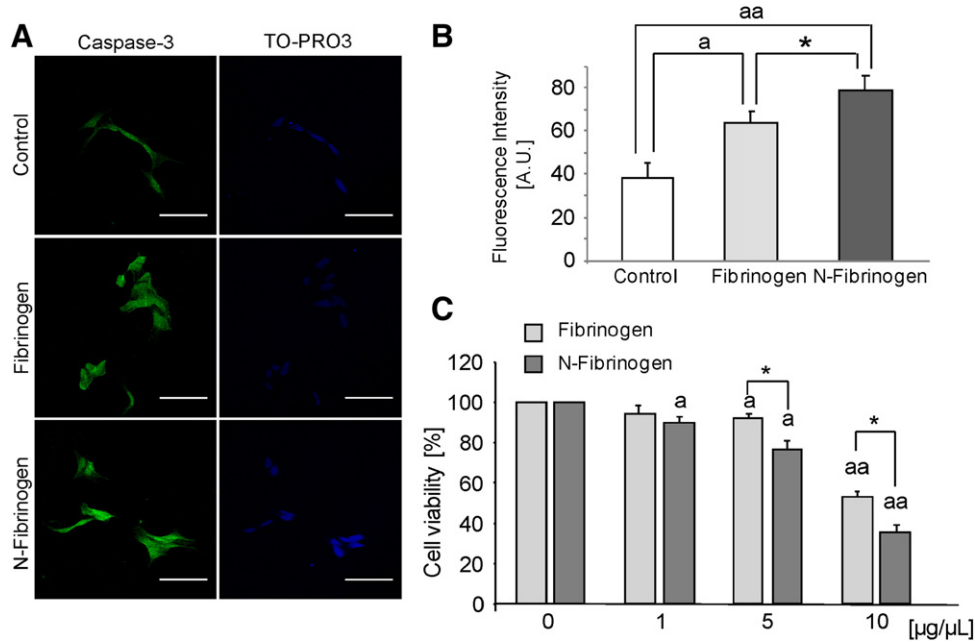 A
Caspase-3
TO-PRO3
Control
Fibrinogen
N-Fibrinogen
B
aa
a
*
Fluorescence Intensity
[A.U.]
80
60
40
20
0
Control
Fibrinogen
N-Fibrinogen
C
Fibrinogen
N-Fibrinogen
Cell viability [%]
120
100
80
60
40
20
0
a
a
*
a
aa
*
aa
0
1
5
10
[µg/µL]